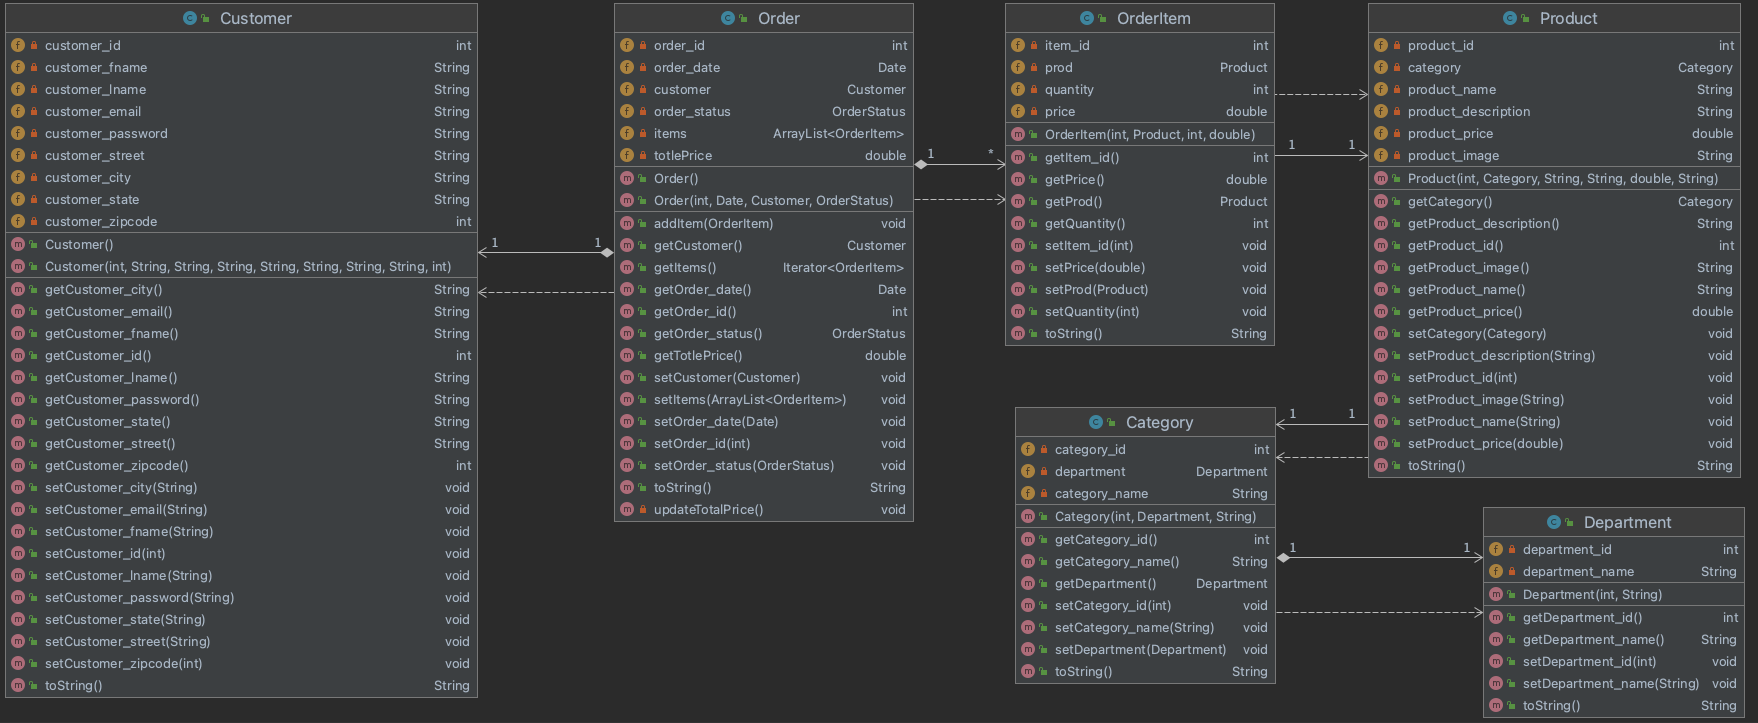 Customer
customer_id int
customer_fname String
customer_lname String
customer_email String
customer_password String
customer_street String
customer_city String
customer_state String
customer_zipcode int
Customer()
Customer(int, String, String, String, String, String, String, String, int)
getCustomer_city() String
getCustomer_email() String
getCustomer_fname() String
getCustomer_id() int
getCustomer_lname() String
getCustomer_password() String
getCustomer_state() String
getCustomer_street() String
getCustomer_zipcode() int
setCustomer_city(String) void
setCustomer_email(String) void
setCustomer_fname(String) void
setCustomer_id(int) void
setCustomer_lname(String) void
setCustomer_password(String) void
setCustomer_state(String) void
setCustomer_street(String) void
setCustomer_zipcode(int) void
toString() String
1 1
Order
order_id int
order_date Date
customer Customer
order_status OrderStatus
items ArrayList<OrderItem>
totlePrice double
Order()
Order(int, Date, Customer, OrderStatus)
addItem(OrderItem) void
getCustomer() Customer
getItems() Iterator<OrderItem>
getOrder_date() Date
getOrder_id() int
getOrder_status() OrderStatus
getTotlePrice() double
setCustomer(Customer) void
setItems(ArrayList<OrderItem>) void
setOrder_date(Date) void
setOrder_id(int) void
setOrder_status(OrderStatus) void
toString() String
updateTotalPrice() void
1 *
OrderItem
item_id int
prod Product
quantity int
price double
OrderItem(int, Product, int, double)
getItem_id() int
getPrice() double
getProd() Product
getQuantity() int
setItem_id(int) void
setPrice(double) void
setProd(Product) void
setQuantity(int) void
toString() String
1 1
Product
product_id int
category Category
product_name String
product_description String
product_price double
product_image String
Product(int, Category, String, String, double, String)
getCategory() Category
getProduct_description() String
getProduct_id() int
getProduct_image() String
getProduct_name() String
getProduct_price() double
setCategory(Category) void
setProduct_description(String) void
setProduct_id(int) void
setProduct_image(String) void
setProduct_name(String) void
setProduct_price(double) void
toString() String
1 1
Category
category_id int
department Department
category_name String
Category(int, Department, String)
getCategory_id() int
getCategory_name() String
getDepartment() Department
setCategory_id(int) void
setCategory_name(String) void
setDepartment(Department) void
toString() String
1 1
Department
department_id int
department_name String
Department(int, String)
getDepartment_id() int
getDepartment_name() String
setDepartment_id(int) void
setDepartment_name(String) void
toString() String